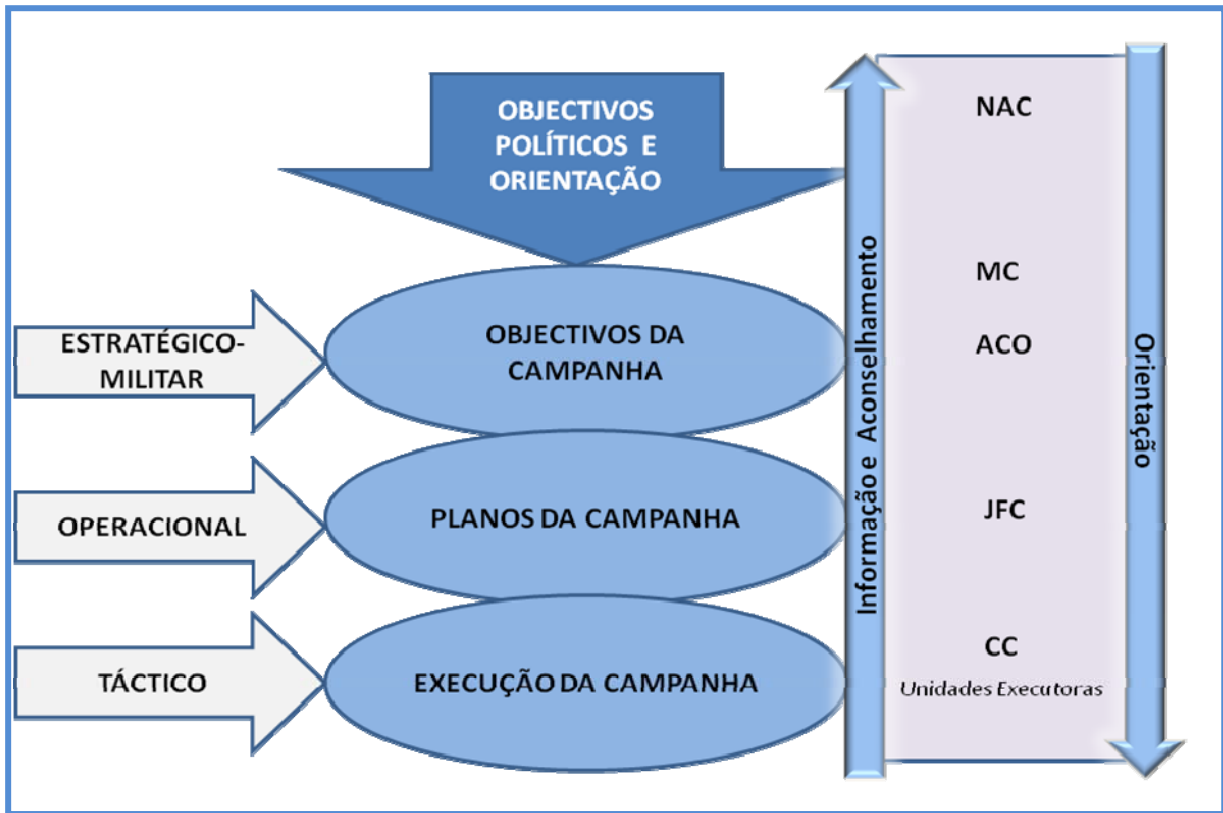 OBJECTIVOS
POLÍTICOS E
ORIENTAÇÃO
ESTRATÉGICO-
MILITAR
OBJECTIVOS DA
CAMPANHA
OPERACIONAL
PLANOS DA CAMPANHA
TÁCTICO
EXECUÇÃO DA CAMPANHA
Informação e Aconselhamento
NAC
MC
ACO
JFC
CC
Unidades Executoras
Orientação